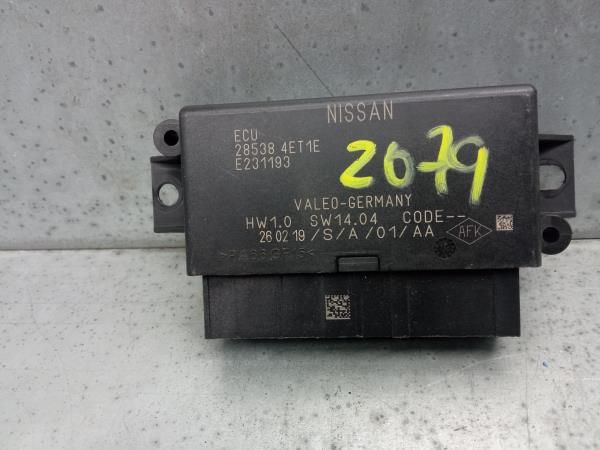 NISSAN
ECU
28538 4ET1E
E231193
2679
VALEO-GERMANY
HW1.0 SW14.04 CODE--
26 02 19 /S/A/01/AA AFK